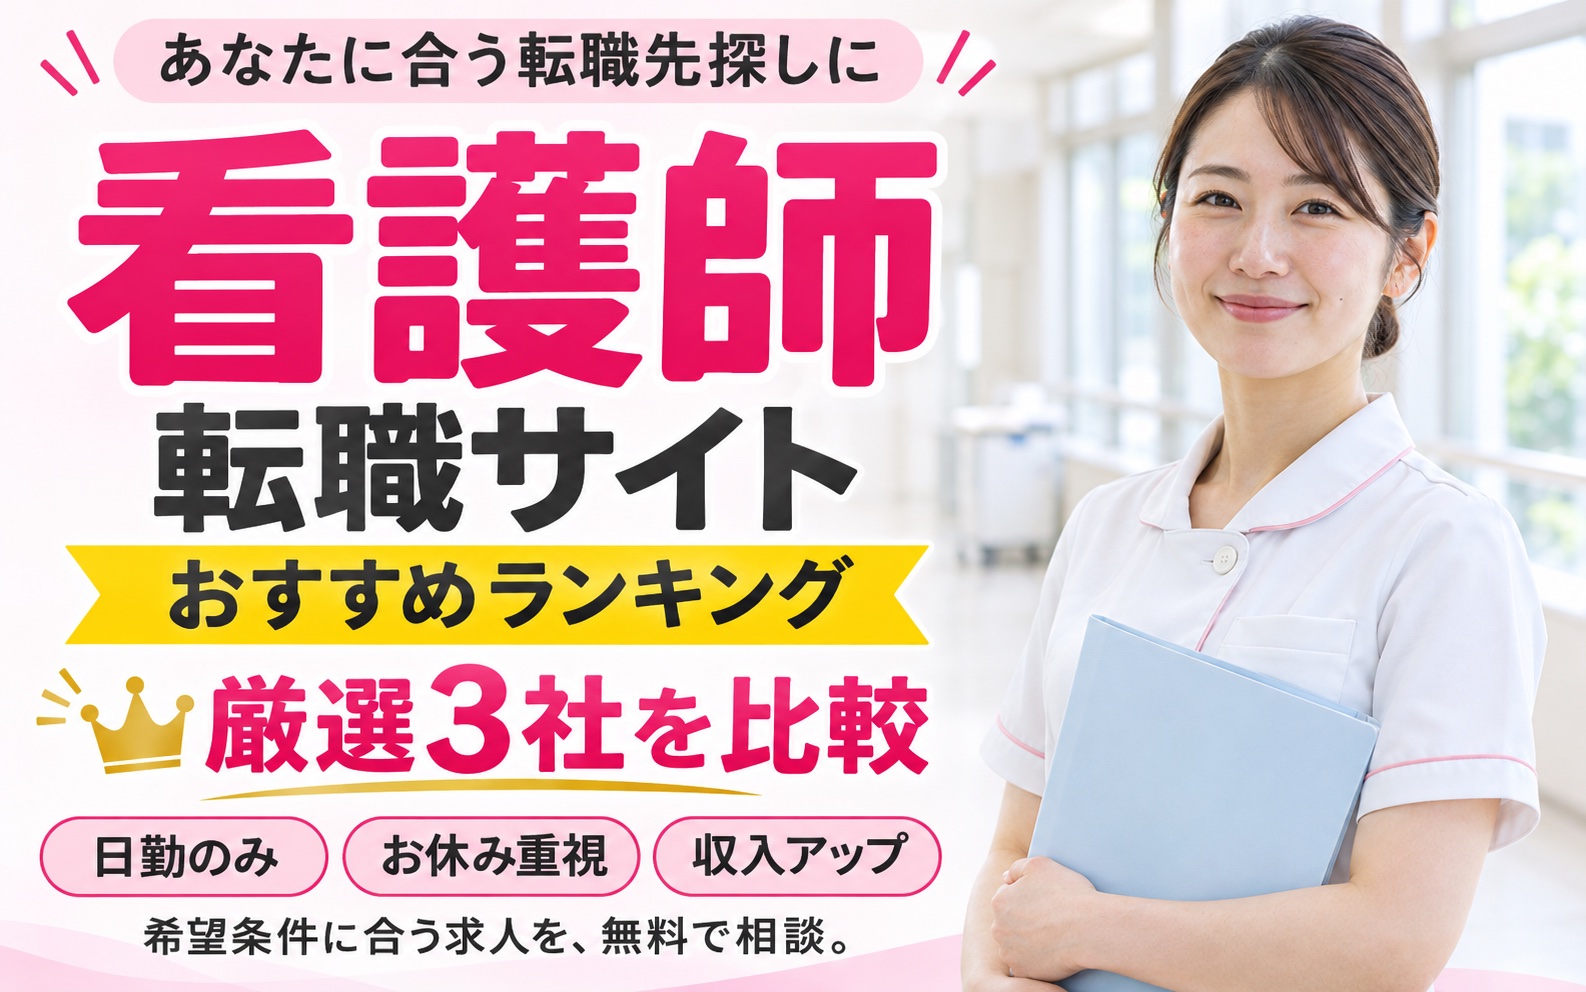 あなたに合う転職先探しに
看護師
転職サイト
おすすめランキング
厳選3社を比較
日勤のみ
お休み重視
収入アップ
希望条件に合う求人を、無料で相談。